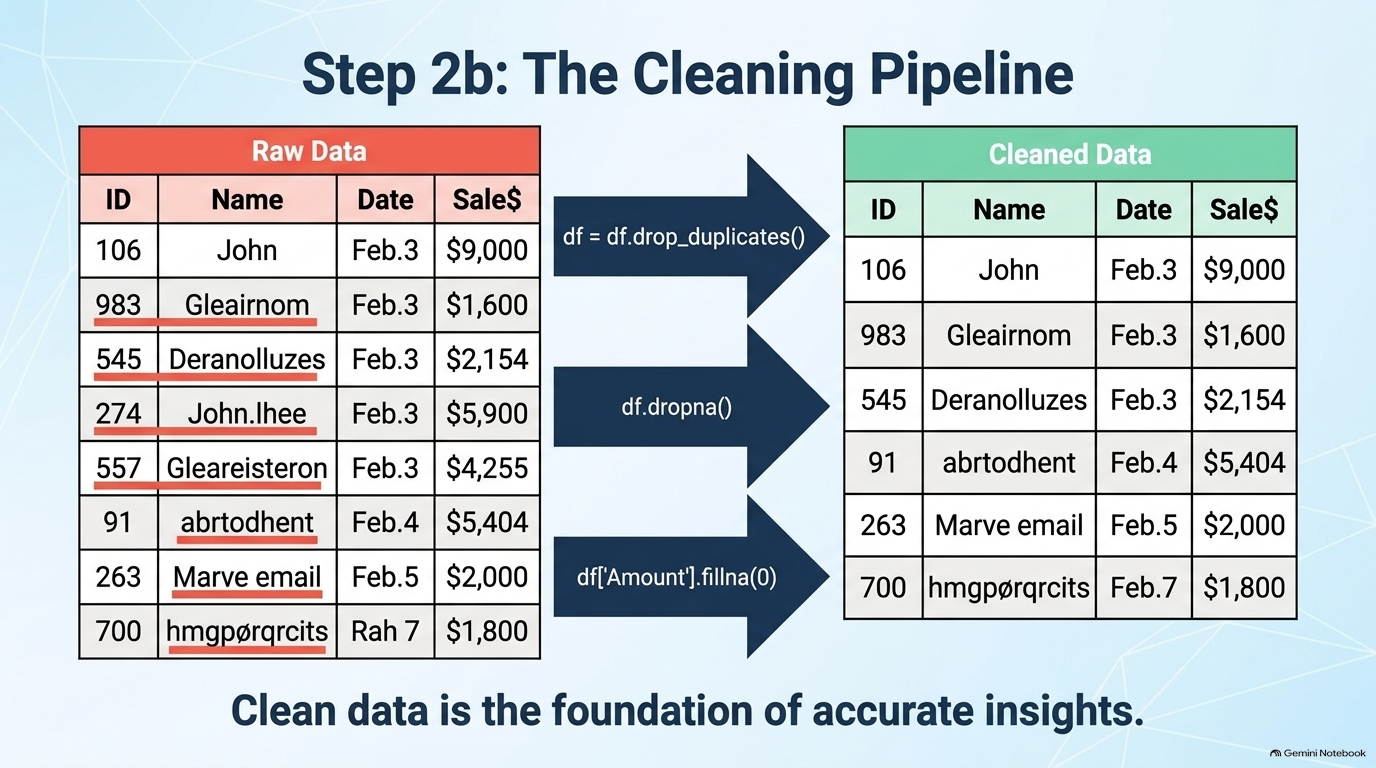 Step 2b: The Cleaning Pipeline
Raw Data
ID Name Date Sale$
106 John Feb.3 $9,000
983 Gleairnom Feb.3 $1,600
545 Deranolluzes Feb.3 $2,154
274 John.lhee Feb.3 $5,900
557 Gleareisteron Feb.3 $4,255
91 abrtodhent Feb.4 $5,404
263 Marve email Feb.5 $2,000
700 hmgpørqrcits Rah 7 $1,800
df = df.drop_duplicates()
df.dropna()
df['Amount'].fillna(0)
Cleaned Data
ID Name Date Sale$
106 John Feb.3 $9,000
983 Gleairnom Feb.3 $1,600
545 Deranolluzes Feb.3 $2,154
91 abrtodhent Feb.4 $5,404
263 Marve email Feb.5 $2,000
700 hmgpørqrcits Feb.7 $1,800
Clean data is the foundation of accurate insights.
Gemini Notebook